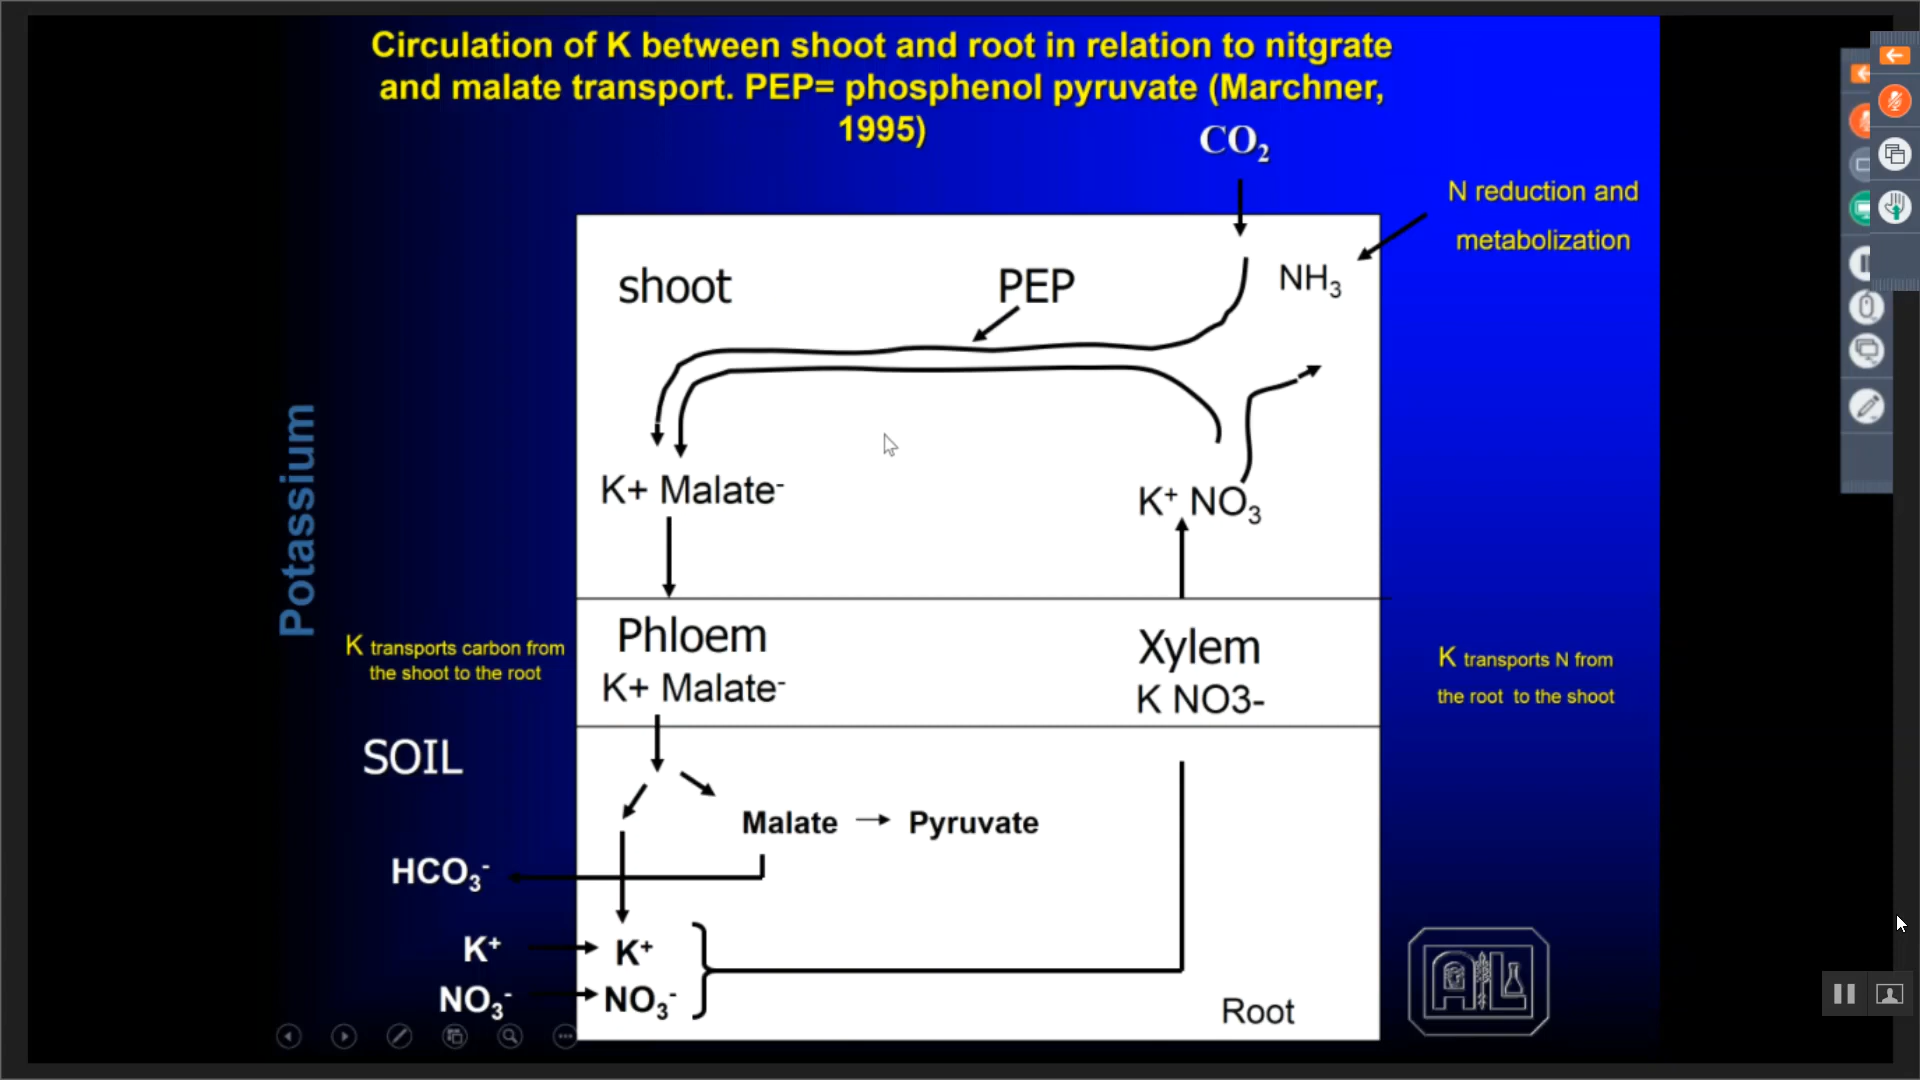 Circulation of K between shoot and root in relation to nitgrate
and malate transport. PEP= phosphenol pyruvate (Marchner,
1995)
CO₂
N reduction and
metabolization
shoot
PEP
NH₃
Potassium
K+ Malate⁻
K⁺ NO₃
Phloem
K+ Malate⁻
Xylem
K NO3-
K transports carbon from
the shoot to the root
K transports N from
the root to the shoot
SOIL
Malate → Pyruvate
HCO₃⁻
K⁺
K⁺
NO₃⁻
NO₃⁻
Root
AL